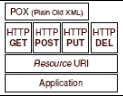 POX (Plain Old XML)
HTTP HTTP HTTP HTTP
GET POST PUT DEL
Resource URI
Application